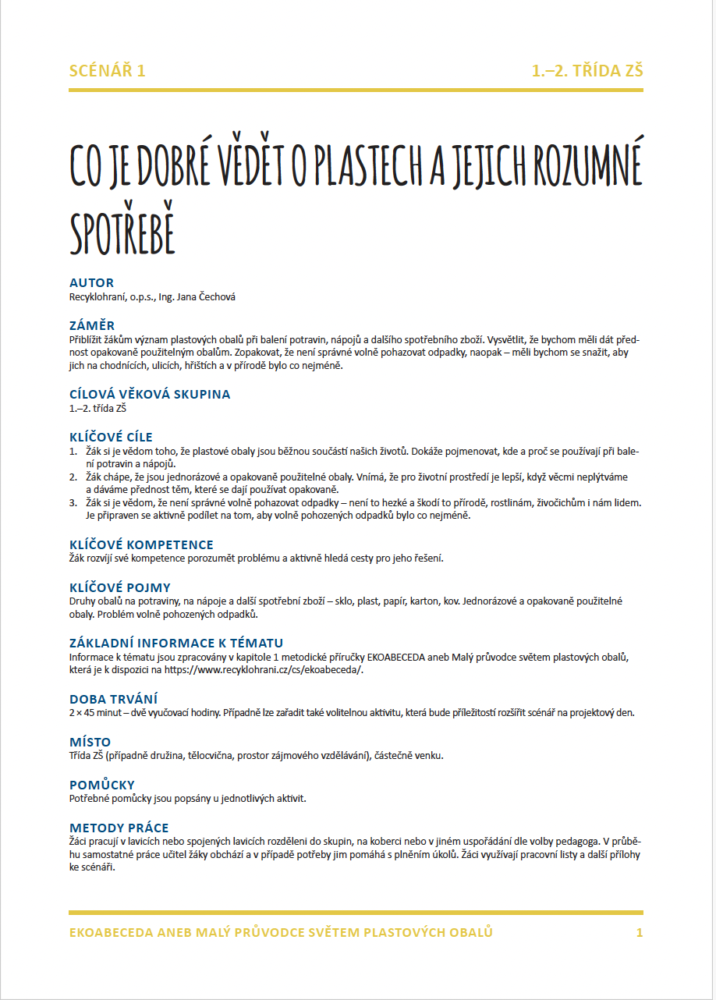 SCÉNÁŘ 1
1.–2. TŘÍDA ZŠ
CO JE DOBRÉ VĚDĚT O PLASTECH A JEJICH ROZUMNÉ
SPOTŘEBĚ
AUTOR
Recyklohraní, o.p.s., Ing. Jana Čechová
ZÁMĚR
Přiblížit žákům význam plastových obalů při balení potravin, nápojů a dalšího spotřebního zboží. Vysvětlit, že bychom měli dát před-
nost opakovaně použitelným obalům. Zopakovat, že není správné volně pohazovat odpadky, naopak – měli bychom se snažit, aby
jich na chodnících, ulicích, hřištích a v přírodě bylo co nejméně.
CÍLOVÁ VĚKOVÁ SKUPINA
1.–2. třída ZŠ
KLÍČOVÉ CÍLE
1. Žák si je vědom toho, že plastové obaly jsou běžnou součástí našich životů. Dokáže pojmenovat, kde a proč se používají při bale-
ní potravin a nápojů.
2. Žák chápe, že jsou jednorázové a opakovaně použitelné obaly. Vnímá, že pro životní prostředí je lepší, když věcmi neplýtváme
a dáváme přednost těm, které se dají používat opakovaně.
3. Žák si je vědom, že není správné volně pohazovat odpadky – není to hezké a škodí to přírodě, rostlinám, živočichům i nám lidem.
Je připraven se aktivně podílet na tom, aby volně pohozených odpadků bylo co nejméně.
KLÍČOVÉ KOMPETENCE
Žák rozvíjí své kompetence porozumět problému a aktivně hledá cesty pro jeho řešení.
KLÍČOVÉ POJMY
Druhy obalů na potraviny, na nápoje a další spotřební zboží – sklo, plast, papír, karton, kov. Jednorázové a opakovaně použitelné
obaly. Problém volně pohozených odpadků.
ZÁKLADNÍ INFORMACE K TÉMATU
Informace k tématu jsou zpracovány v kapitole 1 metodické příručky EKOABECEDA aneb Malý průvodce světem plastových obalů,
která je k dispozici na https://www.recyklohrani.cz/cs/ekoabeceda/.
DOBA TRVÁNÍ
2 × 45 minut – dvě vyučovací hodiny. Případně lze zařadit také volitelnou aktivitu, která bude příležitostí rozšířit scénář na projektový den.
MÍSTO
Třída ZŠ (případně družina, tělocvična, prostor zájmového vzdělávání), částečně venku.
POMŮCKY
Potřebné pomůcky jsou popsány u jednotlivých aktivit.
METODY PRÁCE
Žáci pracují v lavicích nebo spojených lavicích rozděleni do skupin, na koberci nebo v jiném uspořádání dle volby pedagoga. V průbě-
hu samostatné práce učitel žáky obchází a v případě potřeby jim pomáhá s plněním úkolů. Žáci využívají pracovní listy a další přílohy
ke scénáři.
EKOABECEDA ANEB MALÝ PRŮVODCE SVĚTEM PLASTOVÝCH OBALŮ
1